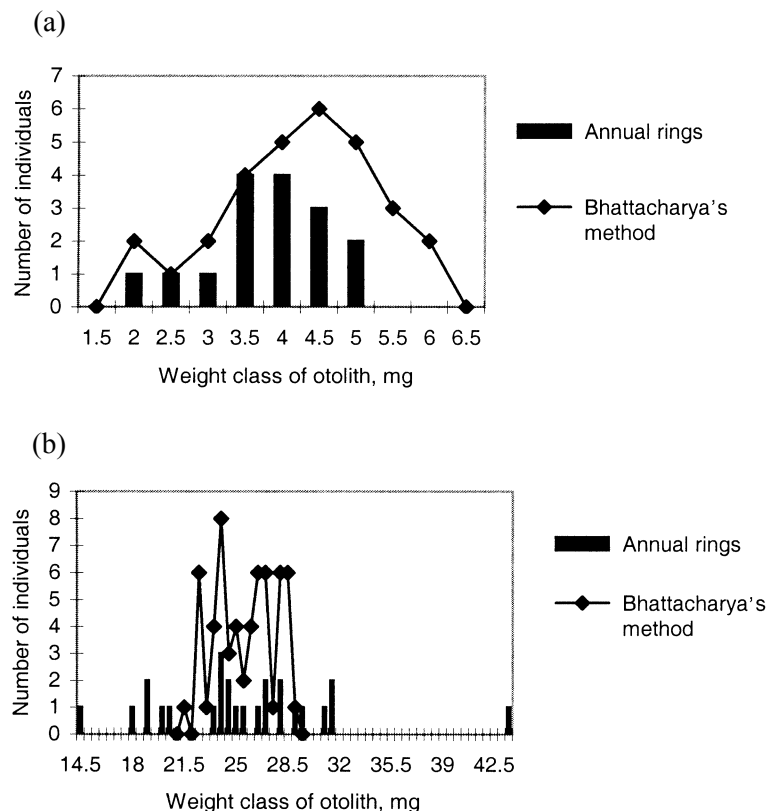 (a)
7
6
5
4
3
2
1
0
Number of individuals
1.5 2 2.5 3 3.5 4 4.5 5 5.5 6 6.5
Weight class of otolith, mg
Annual rings
Bhattacharya's
method
(b)
9
8
7
6
5
4
3
2
1
0
Number of individuals
14.5 18 21.5 25 28.5 32 35.5 39 42.5
Weight class of otolith, mg
Annual rings
Bhattacharya's
method